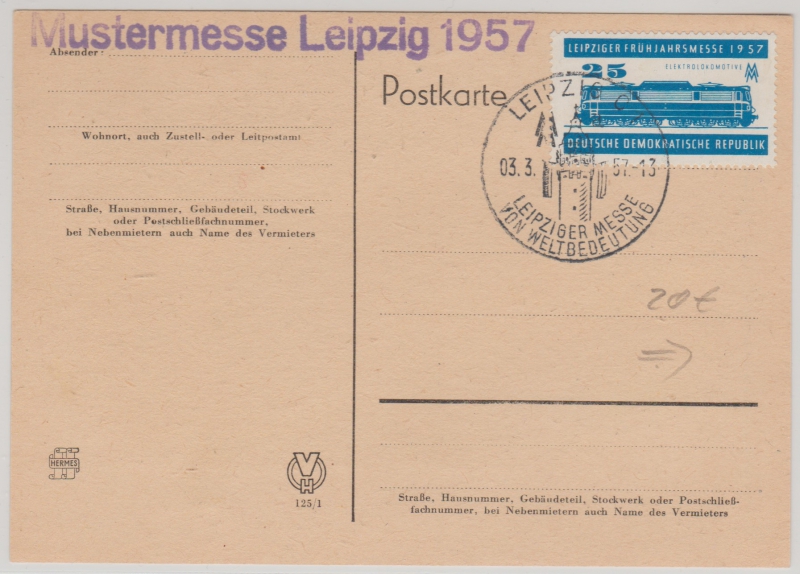 Mustermesse Leipzig 1957
Absender:
Wohnort, auch Zustell- oder Leitpostamt
Straße, Hausnummer, Gebäudeteil, Stockwerk
oder Postschließfachnummer,
bei Nebenmietern auch Name des Vermieters
HERMES
VH
125/1
Postkarte
LEIPZIGER FRÜHJAHRSMESSE 1957
25
ELEKTROLOKOMOTIVE
MM
DEUTSCHE DEMOKRATISCHE REPUBLIK
LEIPZIG C
03.3. 57.-13
LEIPZIGER MESSE
VON WELTBEDEUTUNG
20€
Straße, Hausnummer, Gebäudeteil, Stockwerk oder Postschließ-
fachnummer, bei Nebenmietern auch Name des Vermieters